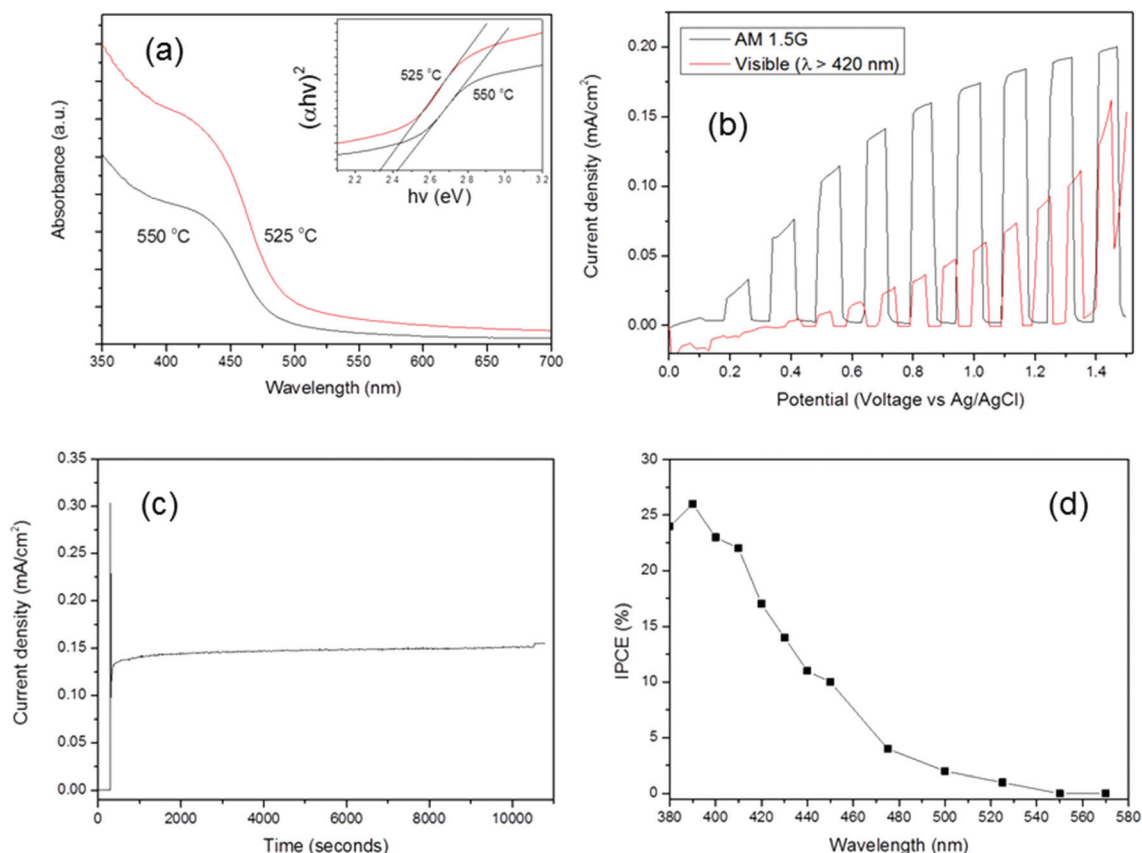 (a)
525 °C
550 °C
(αhν)²
hν (eV)
2.2 2.4 2.6 2.8 3.0 3.2
550 °C
525 °C
Absorbance (a.u.)
350 400 450 500 550 600 650 700
Wavelength (nm)
AM 1.5G
Visible (λ > 420 nm)
(b)
Current density (mA/cm²)
0.20
0.15
0.10
0.05
0.00
0.0 0.2 0.4 0.6 0.8 1.0 1.2 1.4
Potential (Voltage vs Ag/AgCl)
(c)
Current density (mA/cm²)
0.35
0.30
0.25
0.20
0.15
0.10
0.05
0.00
0 2000 4000 6000 8000 10000
Time (seconds)
(d)
IPCE (%)
30
25
20
15
10
5
0
380 400 420 440 460 480 500 520 540 560 580
Wavelength (nm)